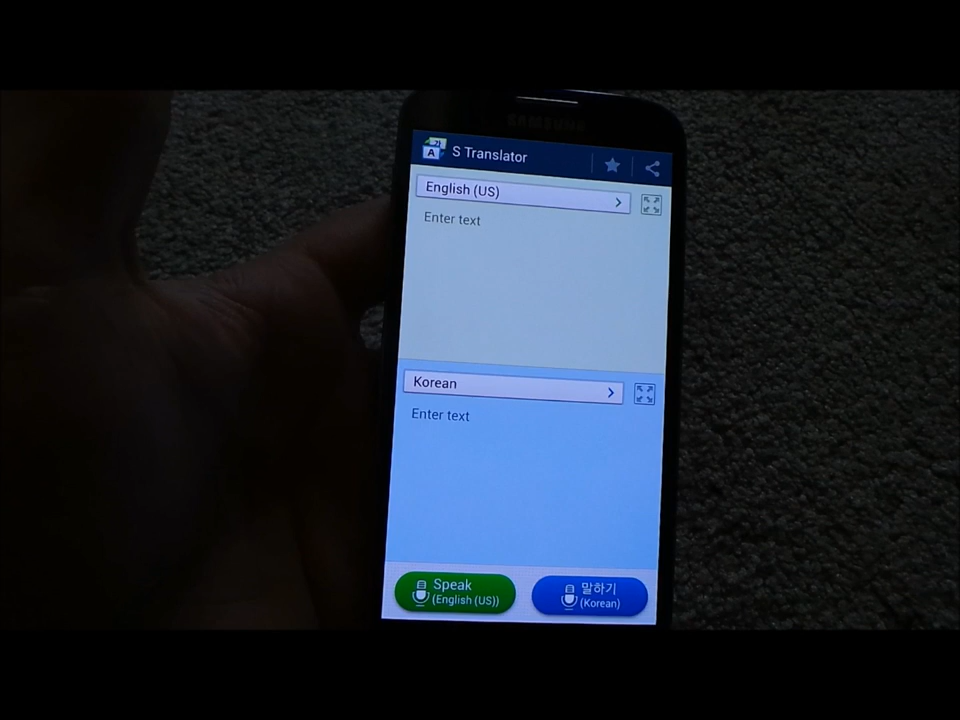 SAMSUNG
S Translator
English (US)
Enter text
Korean
Enter text
Speak
(English (US))
말하기
(Korean)